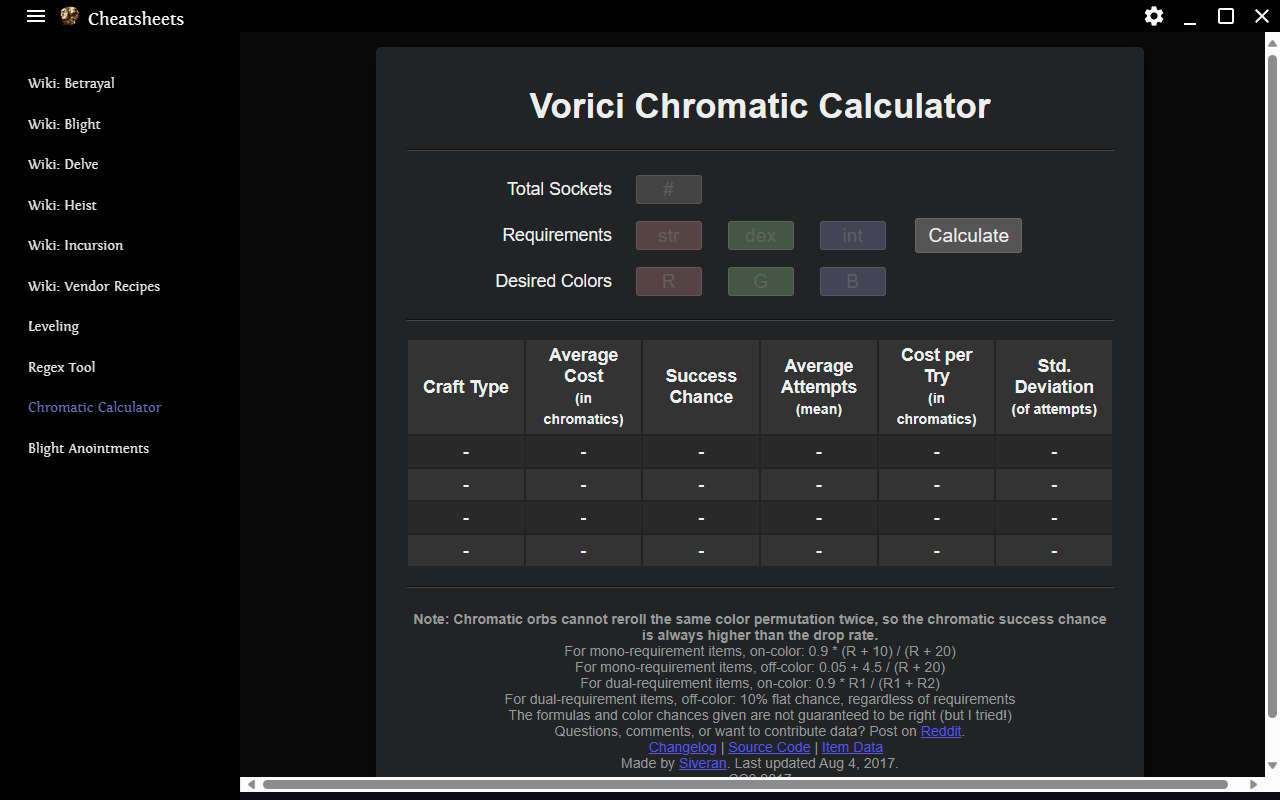 Cheatsheets
Wiki: Betrayal
Wiki: Blight
Wiki: Delve
Wiki: Heist
Wiki: Incursion
Wiki: Vendor Recipes
Leveling
Regex Tool
Chromatic Calculator
Blight Anointments
Vorici Chromatic Calculator
Total Sockets #
Requirements str dex int Calculate
Desired Colors R G B
Craft Type
Average
Cost
(in
chromatics)
Success
Chance
Average
Attempts
(mean)
Cost per
Try
(in
chromatics)
Std.
Deviation
(of attempts)
- - - - - -
- - - - - -
- - - - - -
- - - - - -
Note: Chromatic orbs cannot reroll the same color permutation twice, so the chromatic success chance
is always higher than the drop rate.
For mono-requirement items, on-color: 0.9 * (R + 10) / (R + 20)
For mono-requirement items, off-color: 0.05 + 4.5 / (R + 20)
For dual-requirement items, on-color: 0.9 * R1 / (R1 + R2)
For dual-requirement items, off-color: 10% flat chance, regardless of requirements
The formulas and color chances given are not guaranteed to be right (but I tried!)
Questions, comments, or want to contribute data? Post on Reddit.
Changelog | Source Code | Item Data
Made by Siveran. Last updated Aug 4, 2017.